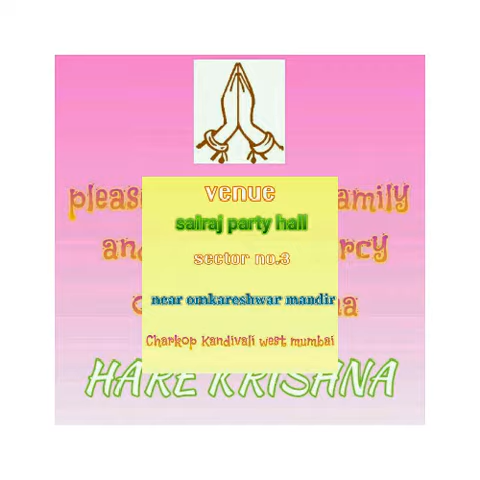 venue
sairaj party hall
sector no.3
near omkareshwar mandir
Charkop Kandivali west mumbai
HARE KRISHNA